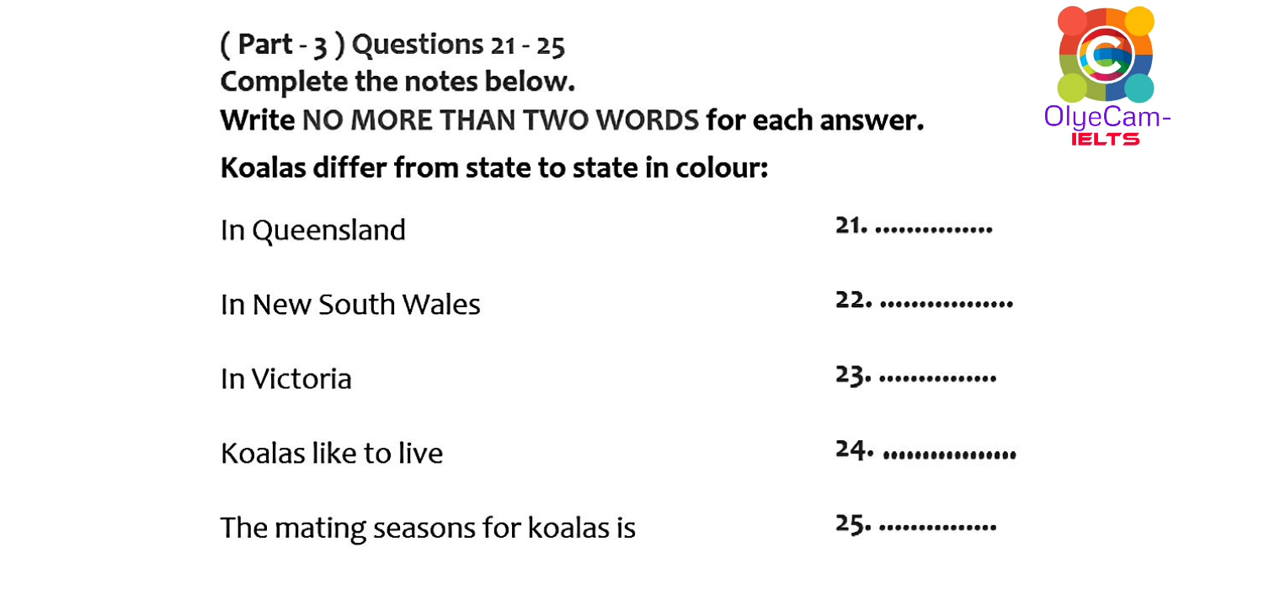 ( Part - 3 ) Questions 21 - 25
Complete the notes below.
Write NO MORE THAN TWO WORDS for each answer.
OlyeCam-
IELTS
Koalas differ from state to state in colour:
In Queensland 21. ...............
In New South Wales 22. .................
In Victoria 23. ...............
Koalas like to live 24. .................
The mating seasons for koalas is 25. ...............